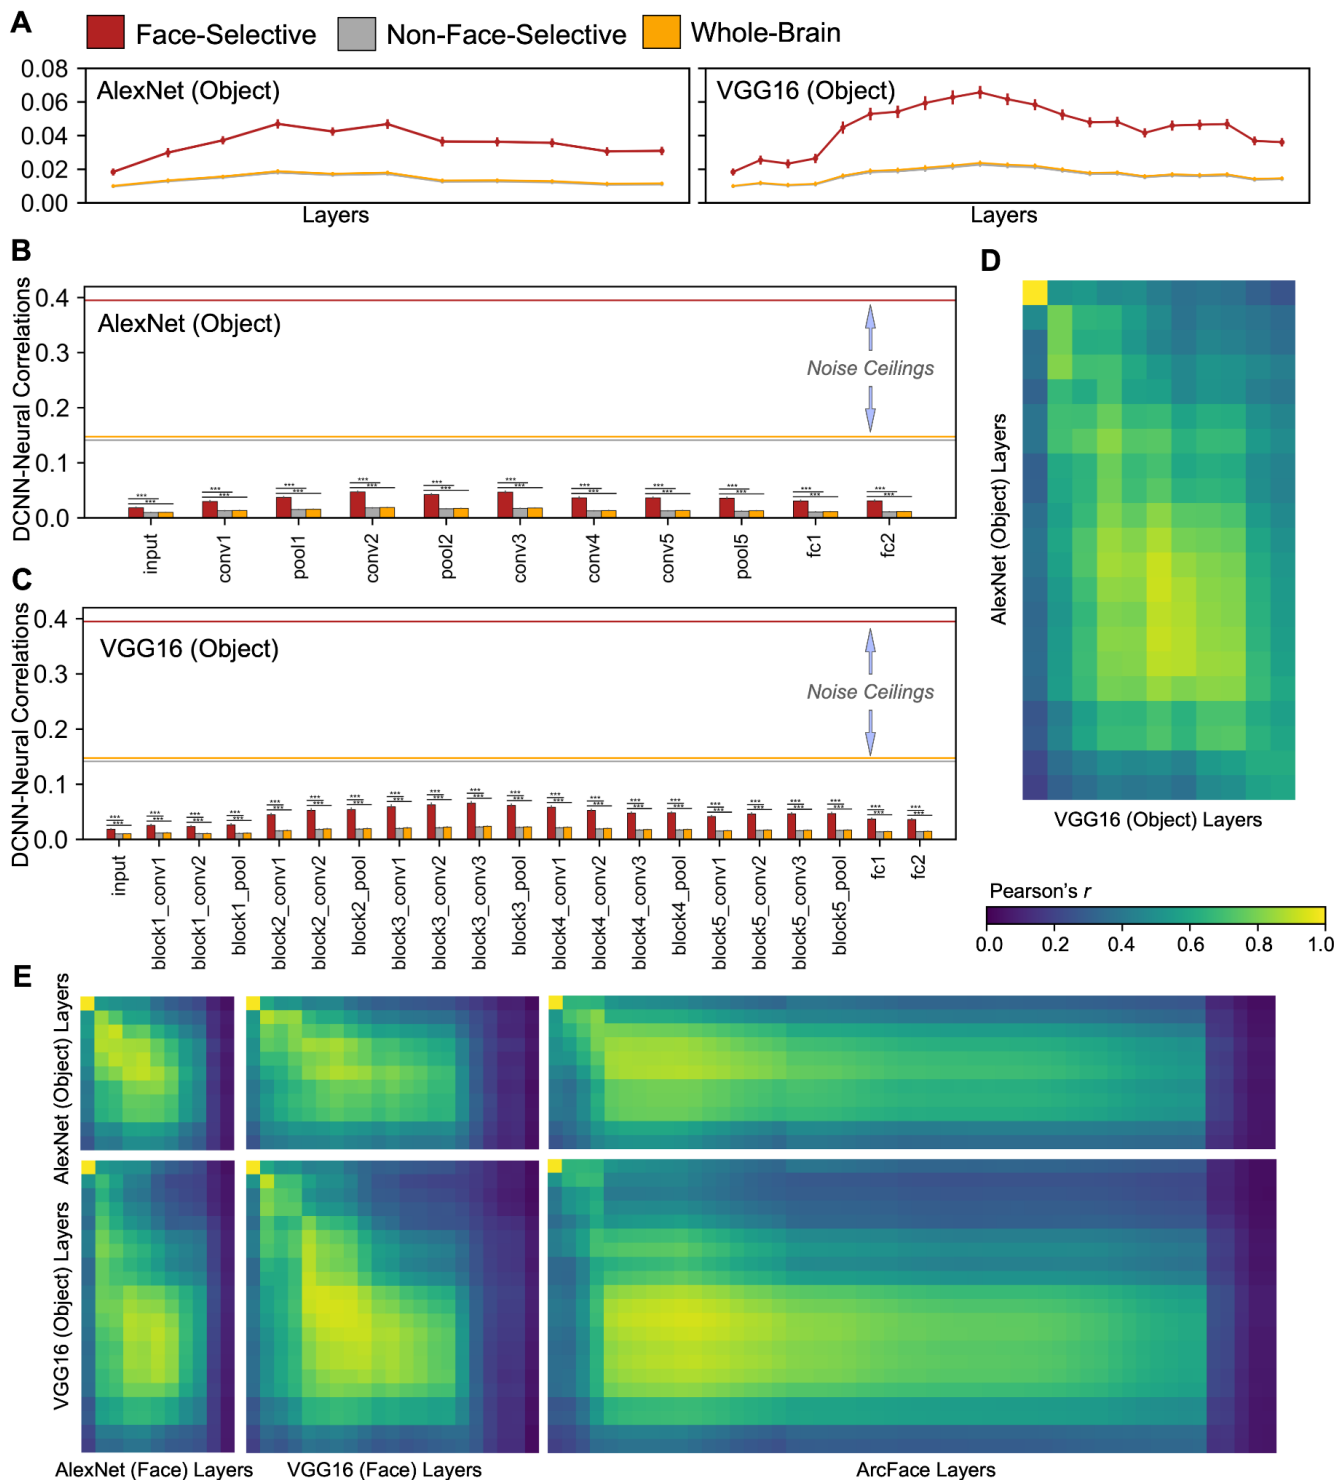 A
Face-Selective Non-Face-Selective Whole-Brain
0.08
0.06
0.04
0.02
0.00
AlexNet (Object)
Layers
VGG16 (Object)
Layers
B
DCNN-Neural Correlations
0.4
0.3
0.2
0.1
0.0
AlexNet (Object)
Noise Ceilings
*** *** *** *** *** *** *** *** *** *** ***
*** *** *** *** *** *** *** *** *** *** ***
input conv1 pool1 conv2 pool2 conv3 conv4 conv5 pool5 fc1 fc2
C
DCNN-Neural Correlations
0.4
0.3
0.2
0.1
0.0
VGG16 (Object)
Noise Ceilings
*** *** *** *** *** *** *** *** *** *** *** *** *** *** *** *** *** *** *** *** ***
*** *** *** *** *** *** *** *** *** *** *** *** *** *** *** *** *** *** *** *** ***
input block1_conv1 block1_conv2 block1_pool block2_conv1 block2_conv2 block2_pool block3_conv1 block3_conv2 block3_conv3 block3_pool block4_conv1 block4_conv2 block4_conv3 block4_pool block5_conv1 block5_conv2 block5_conv3 block5_pool fc1 fc2
D
AlexNet (Object) Layers
VGG16 (Object) Layers
Pearson's r
0.0 0.2 0.4 0.6 0.8 1.0
E
AlexNet (Object) Layers
VGG16 (Object) Layers
AlexNet (Face) Layers
VGG16 (Face) Layers
ArcFace Layers